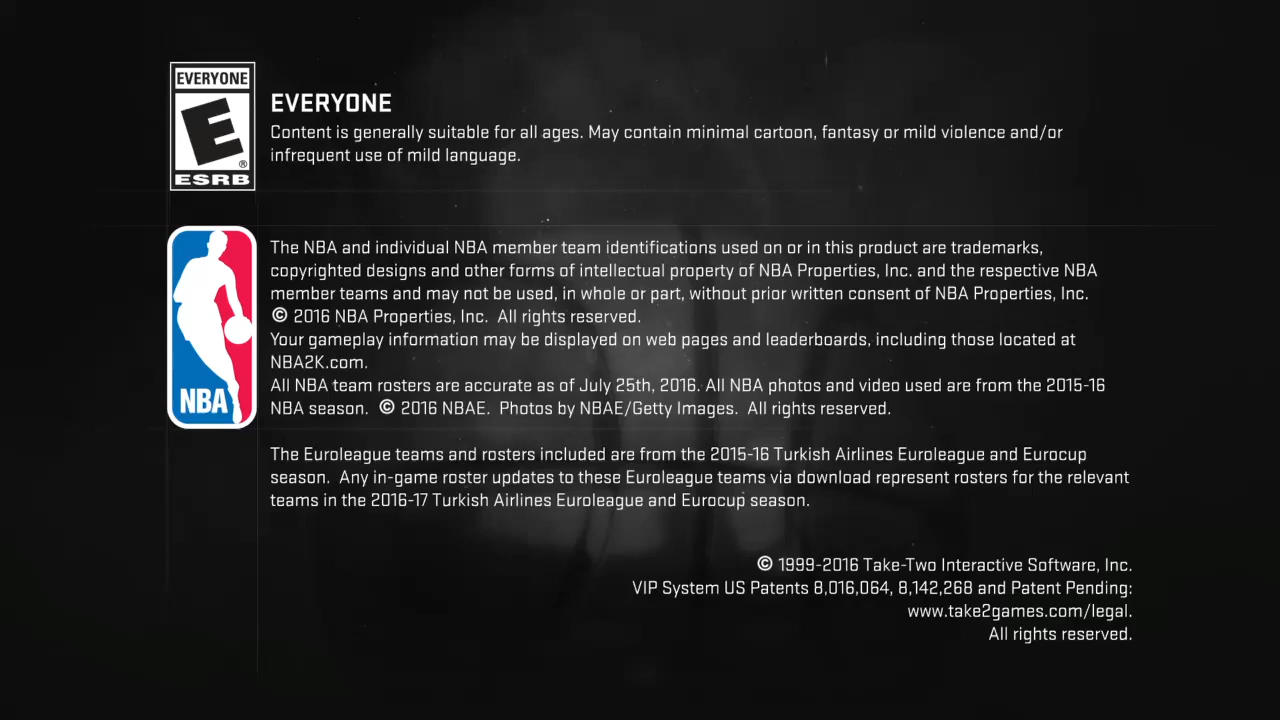 EVERYONE
E
®
ESRB
EVERYONE
Content is generally suitable for all ages. May contain minimal cartoon, fantasy or mild violence and/or
infrequent use of mild language.
The NBA and individual NBA member team identifications used on or in this product are trademarks,
copyrighted designs and other forms of intellectual property of NBA Properties, Inc. and the respective NBA
member teams and may not be used, in whole or part, without prior written consent of NBA Properties, Inc.
© 2016 NBA Properties, Inc. All rights reserved.
Your gameplay information may be displayed on web pages and leaderboards, including those located at
NBA2K.com.
All NBA team rosters are accurate as of July 25th, 2016. All NBA photos and video used are from the 2015-16
NBA season. © 2016 NBAE. Photos by NBAE/Getty Images. All rights reserved.
NBA
The Euroleague teams and rosters included are from the 2015-16 Turkish Airlines Euroleague and Eurocup
season. Any in-game roster updates to these Euroleague teams via download represent rosters for the relevant
teams in the 2016-17 Turkish Airlines Euroleague and Eurocup season.
© 1999-2016 Take-Two Interactive Software, Inc.
VIP System US Patents 8,016,064, 8,142,268 and Patent Pending:
www.take2games.com/legal.
All rights reserved.